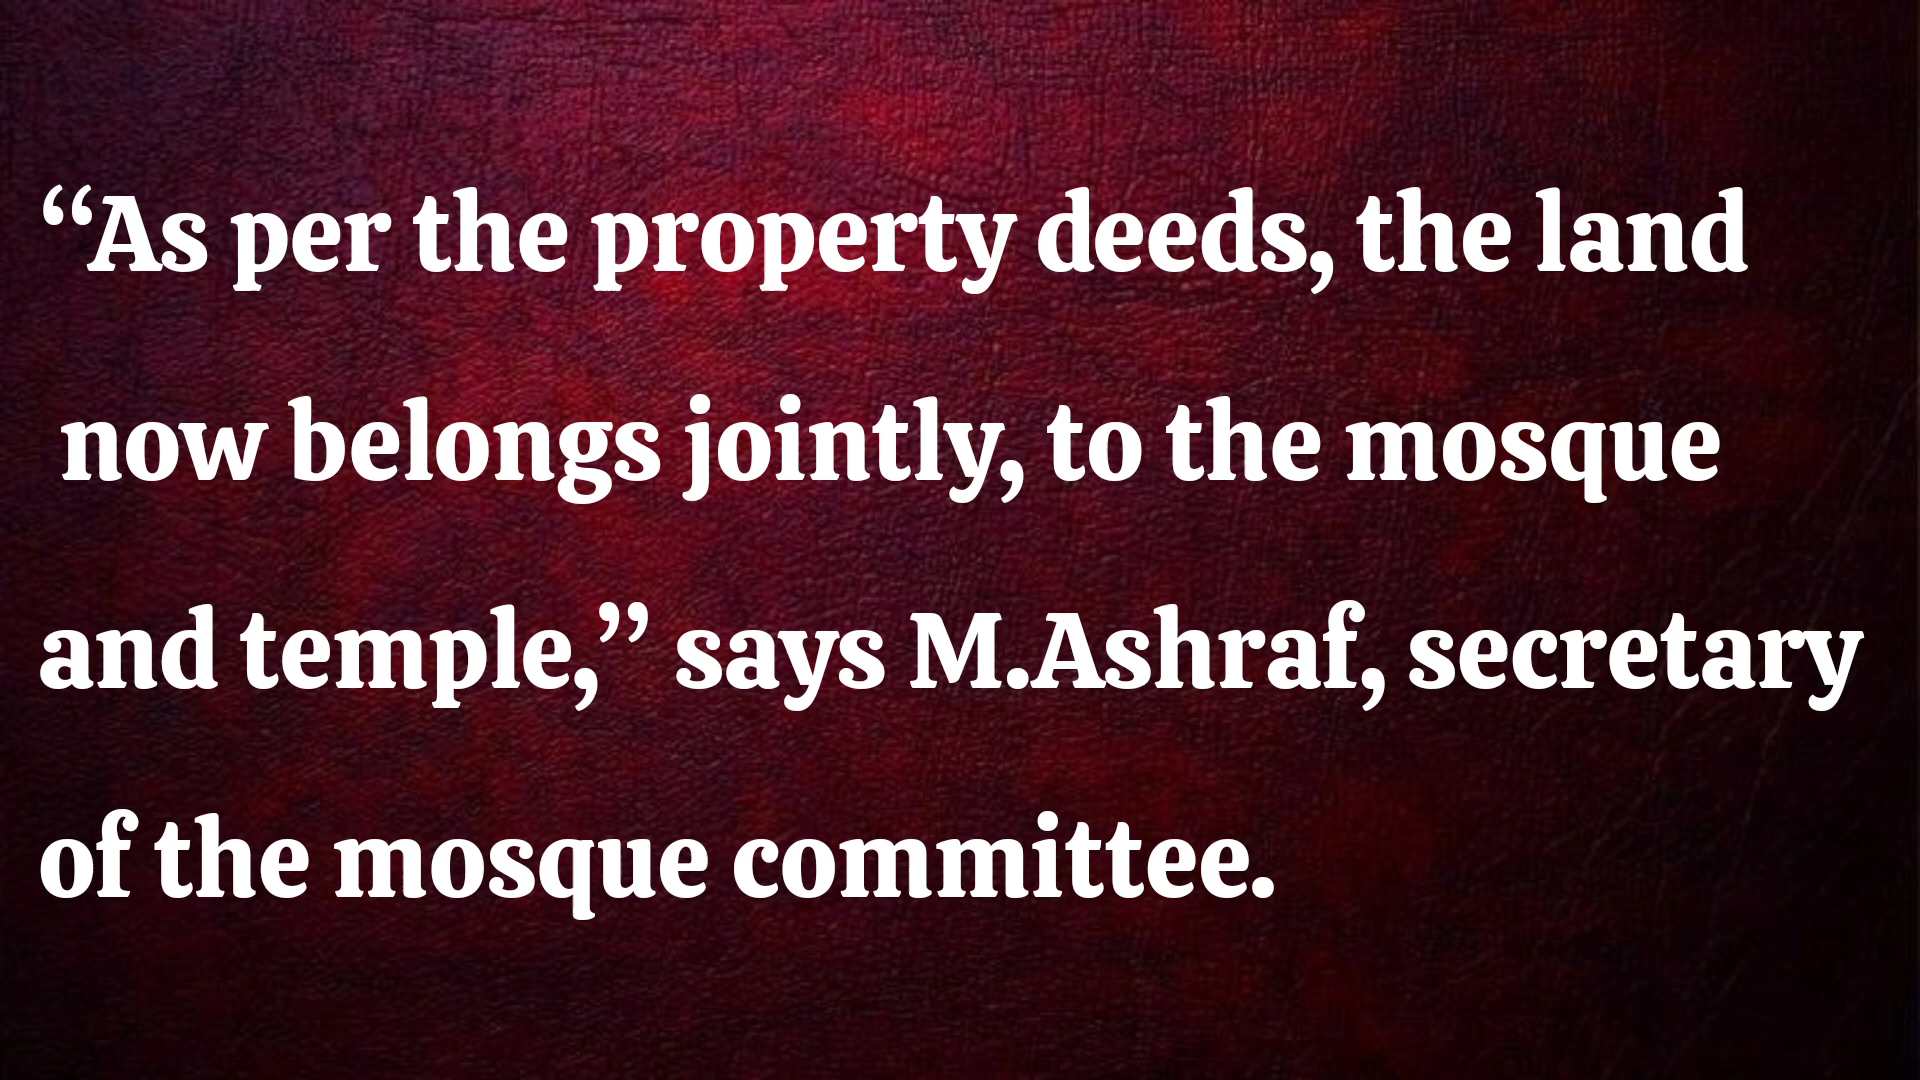 “As per the property deeds, the land
now belongs jointly, to the mosque
and temple,” says M.Ashraf, secretary
of the mosque committee.